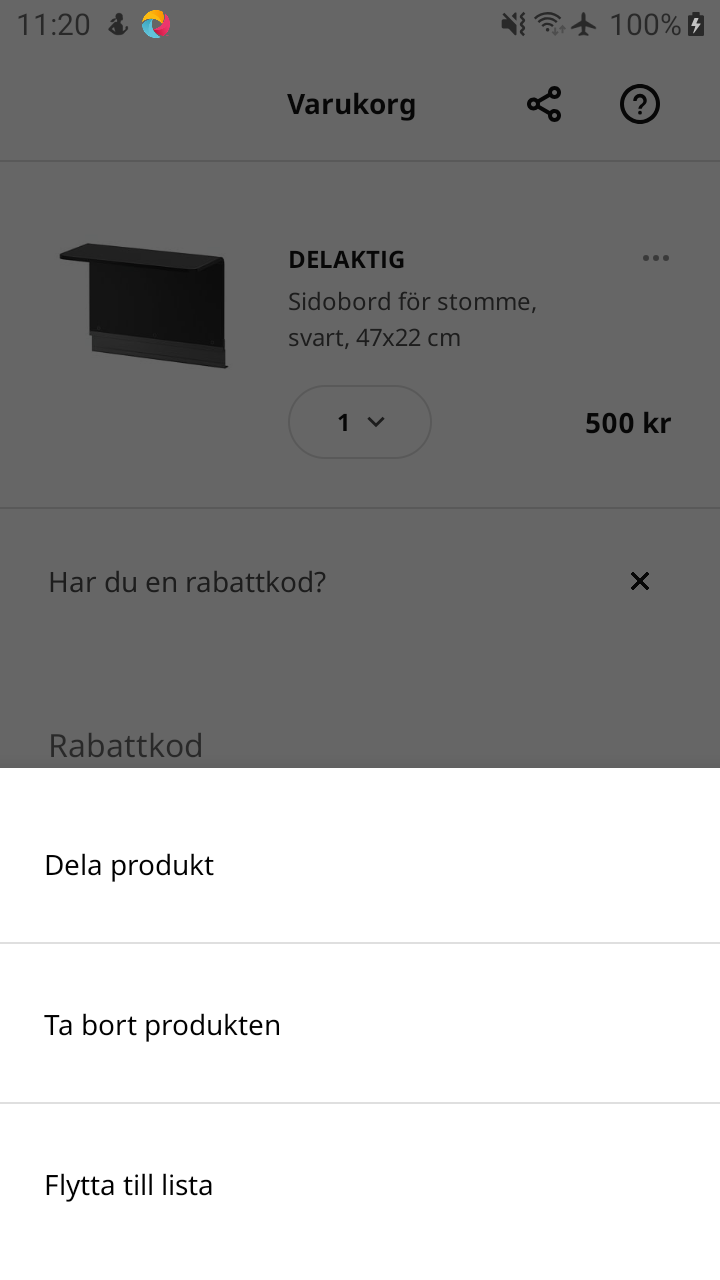 11:20
100%
Varukorg
DELAKTIG
Sidobord för stomme,
svart, 47x22 cm
1
500 kr
Har du en rabattkod?
Rabattkod
Dela produkt
Ta bort produkten
Flytta till lista